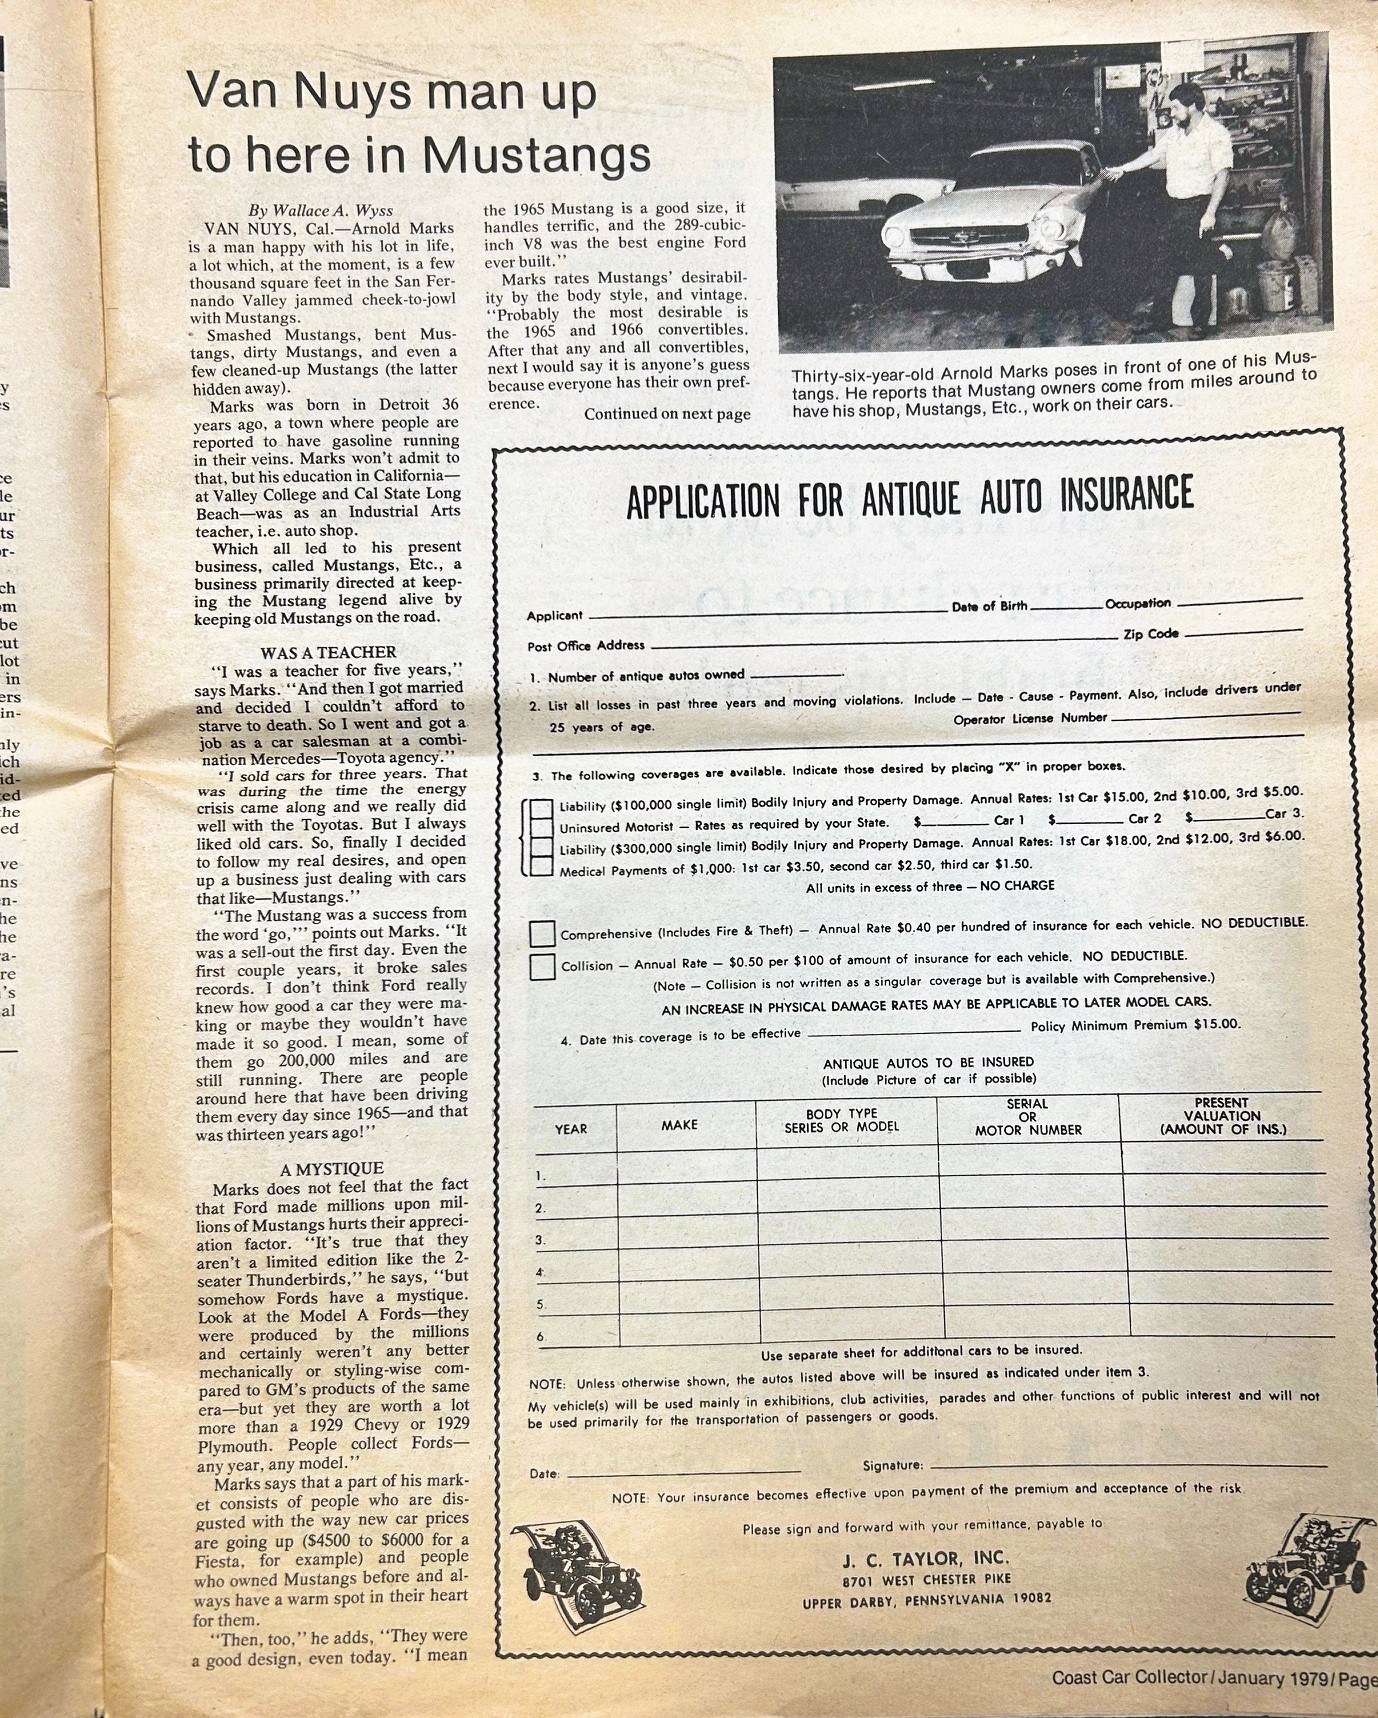 Van Nuys man up
to here in Mustangs
By Wallace A. Wyss
VAN NUYS, Cal.—Arnold Marks
is a man happy with his lot in life,
a lot which, at the moment, is a few
thousand square feet in the San Fer-
nando Valley jammed cheek-to-jowl
with Mustangs.
Smashed Mustangs, bent Mus-
tangs, dirty Mustangs, and even a
few cleaned-up Mustangs (the latter
hidden away).
Marks was born in Detroit 36
years ago, a town where people are
reported to have gasoline running
in their veins. Marks won't admit to
that, but his education in California—
at Valley College and Cal State Long
Beach—was as an Industrial Arts
teacher, i.e. auto shop.
Which all led to his present
business, called Mustangs, Etc., a
business primarily directed at keep-
ing the Mustang legend alive by
keeping old Mustangs on the road.
WAS A TEACHER
"I was a teacher for five years,"
says Marks. "And then I got married
and decided I couldn't afford to
starve to death. So I went and got a
job as a car salesman at a combi-
nation Mercedes—Toyota agency."
"I sold cars for three years. That
was during the time the energy
crisis came along and we really did
well with the Toyotas. But I always
liked old cars. So, finally I decided
to follow my real desires, and open
up a business just dealing with cars
that like—Mustangs."
"The Mustang was a success from
the word 'go,'" points out Marks. "It
was a sell-out the first day. Even the
first couple years, it broke sales
records. I don't think Ford really
knew how good a car they were ma-
king or maybe they wouldn't have
made it so good. I mean, some of
them go 200,000 miles and are
still running. There are people
around here that have been driving
them every day since 1965—and that
was thirteen years ago!"
A MYSTIQUE
Marks does not feel that the fact
that Ford made millions upon mil-
lions of Mustangs hurts their appreci-
ation factor. "It's true that they
aren't a limited edition like the 2-
seater Thunderbirds," he says, "but
somehow Fords have a mystique.
Look at the Model A Fords—they
were produced by the millions
and certainly weren't any better
mechanically or styling-wise com-
pared to GM's products of the same
era—but yet they are worth a lot
more than a 1929 Chevy or 1929
Plymouth. People collect Fords—
any year, any model."
Marks says that a part of his mark-
et consists of people who are dis-
gusted with the way new car prices
are going up ($4500 to $6000 for a
Fiesta, for example) and people
who owned Mustangs before and al-
ways have a warm spot in their heart
for them.
"Then, too," he adds, "They were
a good design, even today. "I mean
the 1965 Mustang is a good size, it
handles terrific, and the 289-cubic-
inch V8 was the best engine Ford
ever built."
Marks rates Mustangs' desirabil-
ity by the body style, and vintage.
"Probably the most desirable is
the 1965 and 1966 convertibles.
After that any and all convertibles,
next I would say it is anyone's guess
because everyone has their own pref-
erence.
Continued on next page
Thirty-six-year-old Arnold Marks poses in front of one of his Mus-
tangs. He reports that Mustang owners come from miles around to
have his shop, Mustangs, Etc., work on their cars.
APPLICATION FOR ANTIQUE AUTO INSURANCE
Applicant Date of Birth Occupation
Post Office Address Zip Code
1. Number of antique autos owned
2. List all losses in past three years and moving violations. Include — Date - Cause - Payment. Also, include drivers under
25 years of age. Operator License Number
3. The following coverages are available. Indicate those desired by placing "X" in proper boxes.
Liability ($100,000 single limit) Bodily Injury and Property Damage. Annual Rates: 1st Car $15.00, 2nd $10.00, 3rd $5.00.
Uninsured Motorist — Rates as required by your State. $ Car 1 $ Car 2 $ Car 3.
Liability ($300,000 single limit) Bodily Injury and Property Damage. Annual Rates: 1st Car $18.00, 2nd $12.00, 3rd $6.00.
Medical Payments of $1,000: 1st car $3.50, second car $2.50, third car $1.50.
All units in excess of three — NO CHARGE
Comprehensive (Includes Fire & Theft) — Annual Rate $0.40 per hundred of insurance for each vehicle. NO DEDUCTIBLE.
Collision — Annual Rate — $0.50 per $100 of amount of insurance for each vehicle. NO DEDUCTIBLE.
(Note — Collision is not written as a singular coverage but is available with Comprehensive.)
AN INCREASE IN PHYSICAL DAMAGE RATES MAY BE APPLICABLE TO LATER MODEL CARS.
4. Date this coverage is to be effective Policy Minimum Premium $15.00.
ANTIQUE AUTOS TO BE INSURED
(Include Picture of car if possible)
YEAR MAKE BODY TYPE SERIES OR MODEL SERIAL OR MOTOR NUMBER PRESENT VALUATION (AMOUNT OF INS.)
1.
2.
3.
4.
5.
6.
Use separate sheet for additional cars to be insured.
NOTE: Unless otherwise shown, the autos listed above will be insured as indicated under item 3.
My vehicle(s) will be used mainly in exhibitions, club activities, parades and other functions of public interest and will not
be used primarily for the transportation of passengers or goods.
Date: Signature:
NOTE: Your insurance becomes effective upon payment of the premium and acceptance of the risk.
Please sign and forward with your remittance, payable to
J. C. TAYLOR, INC.
8701 WEST CHESTER PIKE
UPPER DARBY, PENNSYLVANIA 19082
Coast Car Collector/January 1979/Page